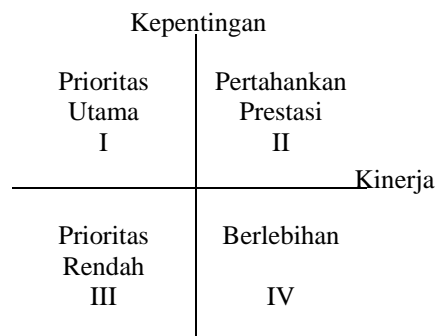 Kepentingan
Prioritas
Utama
I
Pertahankan
Prestasi
II
Kinerja
Prioritas
Rendah
III
Berlebihan
IV